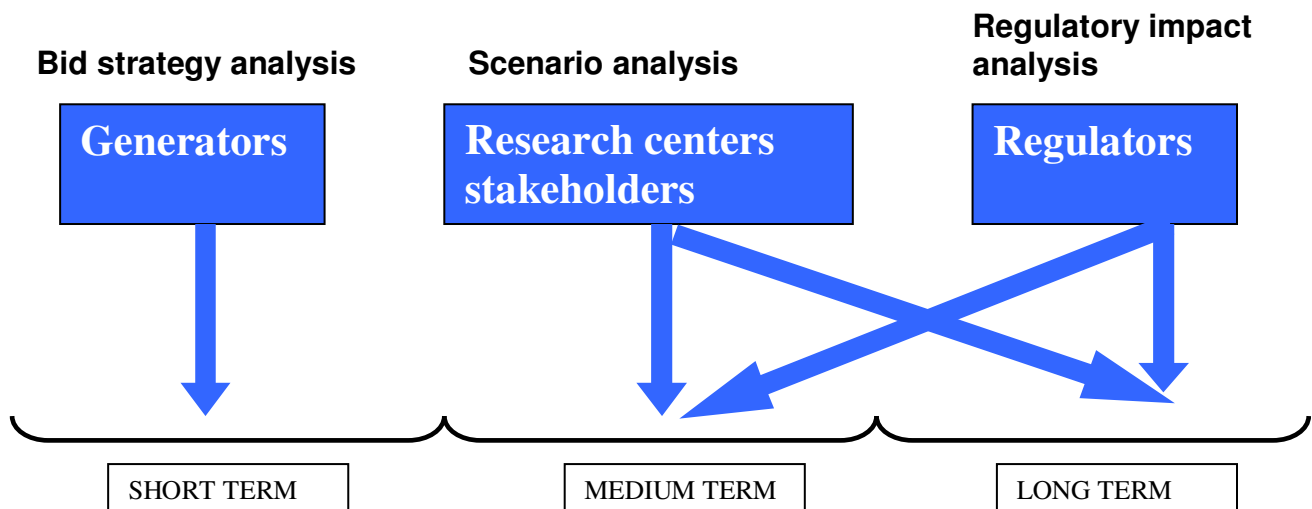 Bid strategy analysis
Scenario analysis
Regulatory impact
analysis
Generators
Research centers
stakeholders
Regulators
SHORT TERM
MEDIUM TERM
LONG TERM